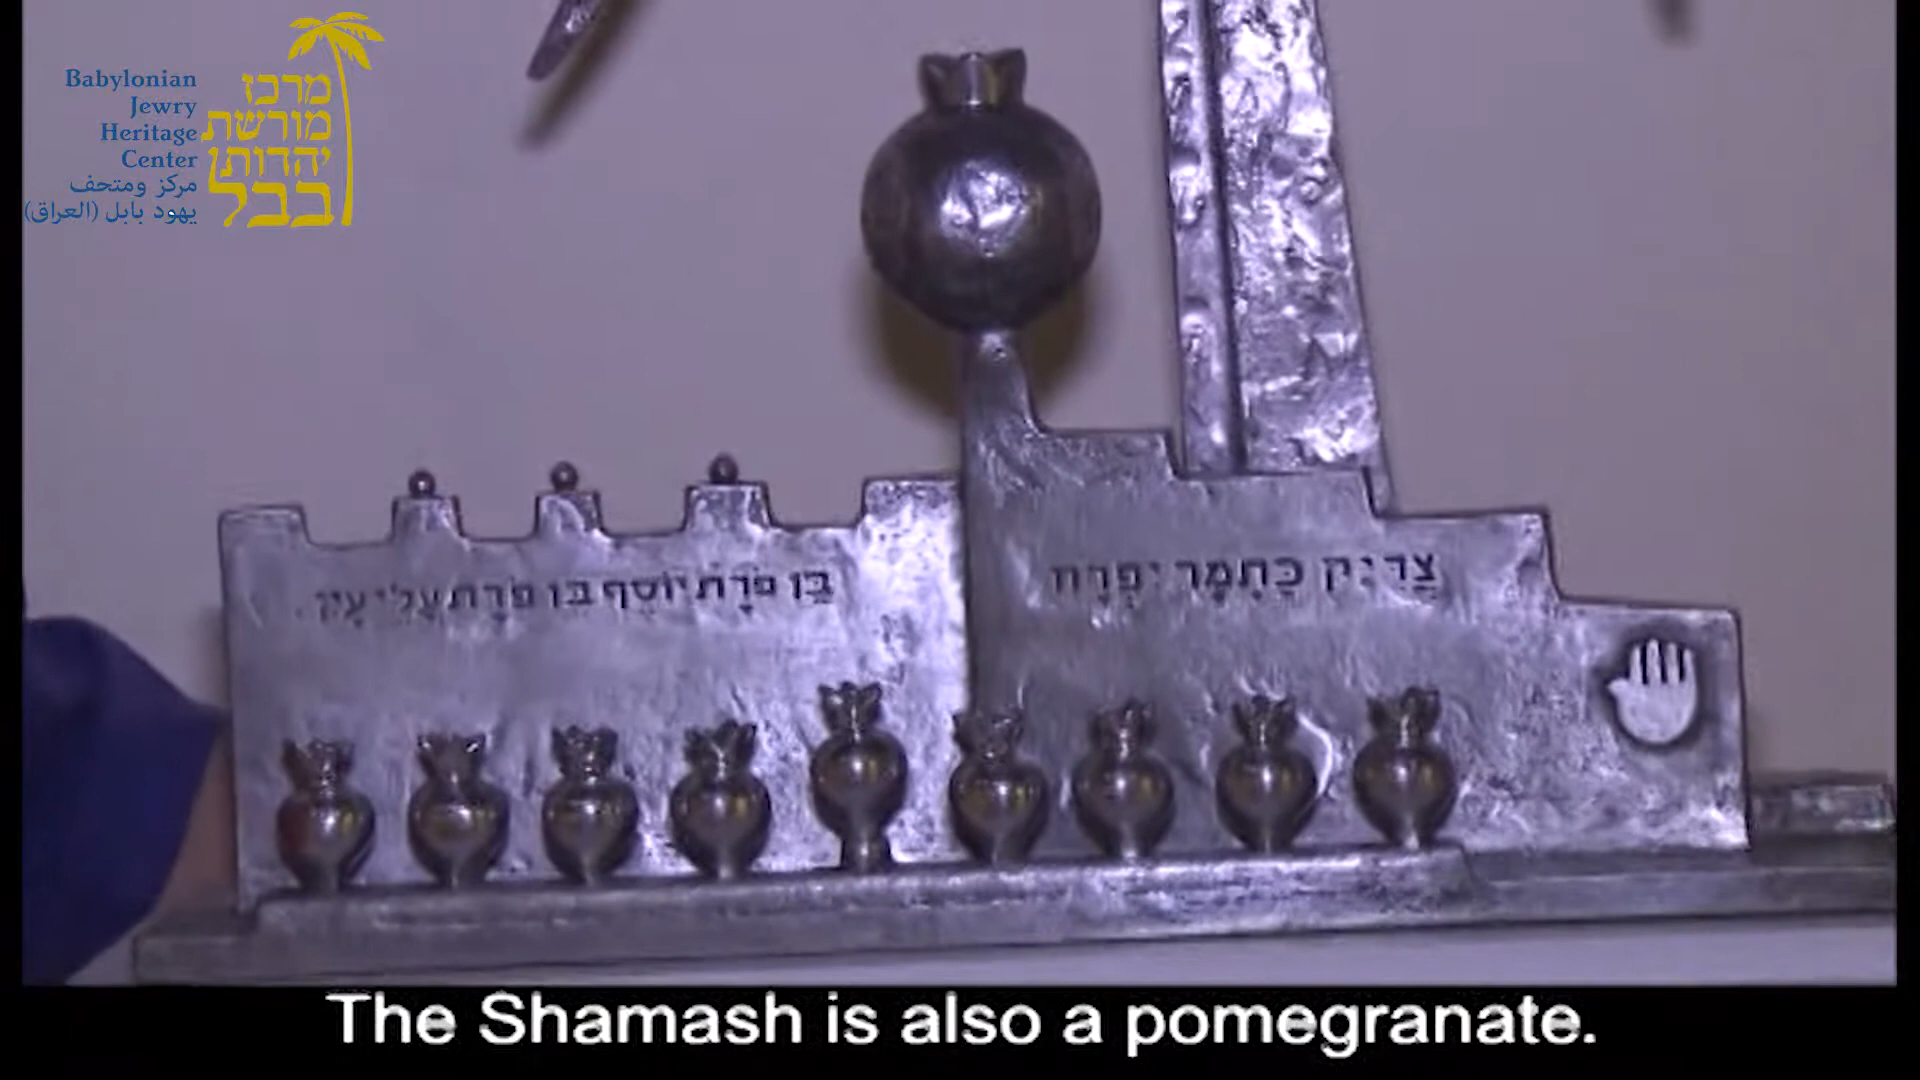 Babylonian
Jewry
Heritage
Center
مركز ومتحف
يهود بابل (العراق)
מרכז
מורשת
יהדות
בבל
צַדִּיק כַּתָּמָר יִפְרָח
בֵּן פֹּרָת יוֹסֵף בֵּן פֹּרָת עֲלֵי עָיִן
The Shamash is also a pomegranate.